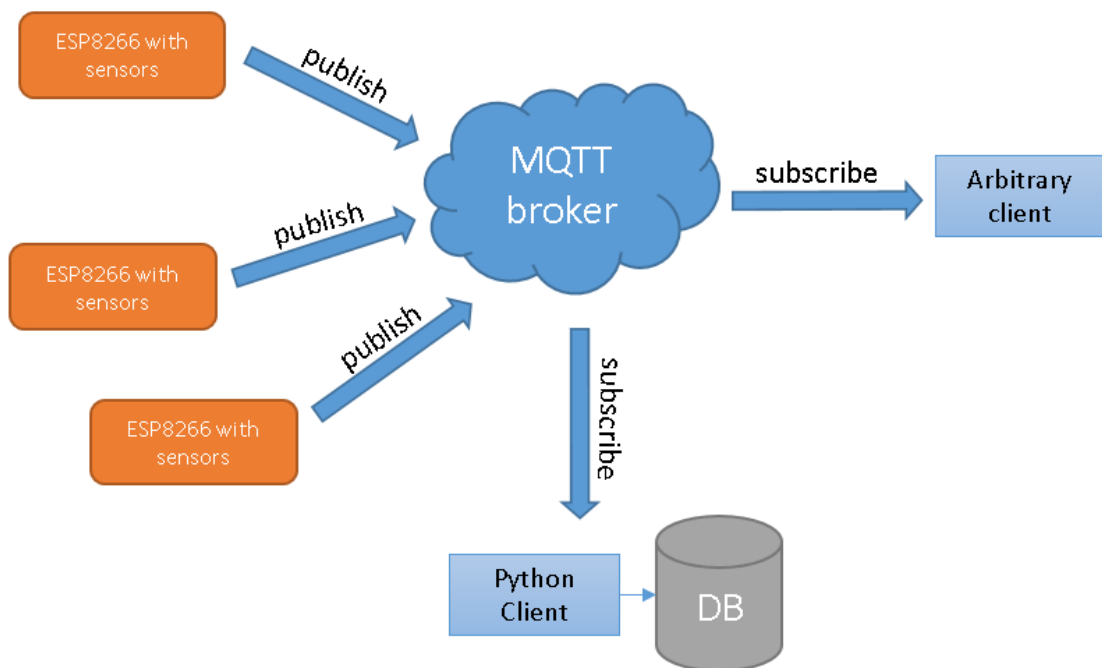 ESP8266 with
sensors
publish
MQTT
broker
subscribe
Arbitrary
client
ESP8266 with
sensors
publish
ESP8266 with
sensors
publish
subscribe
Python
Client
DB